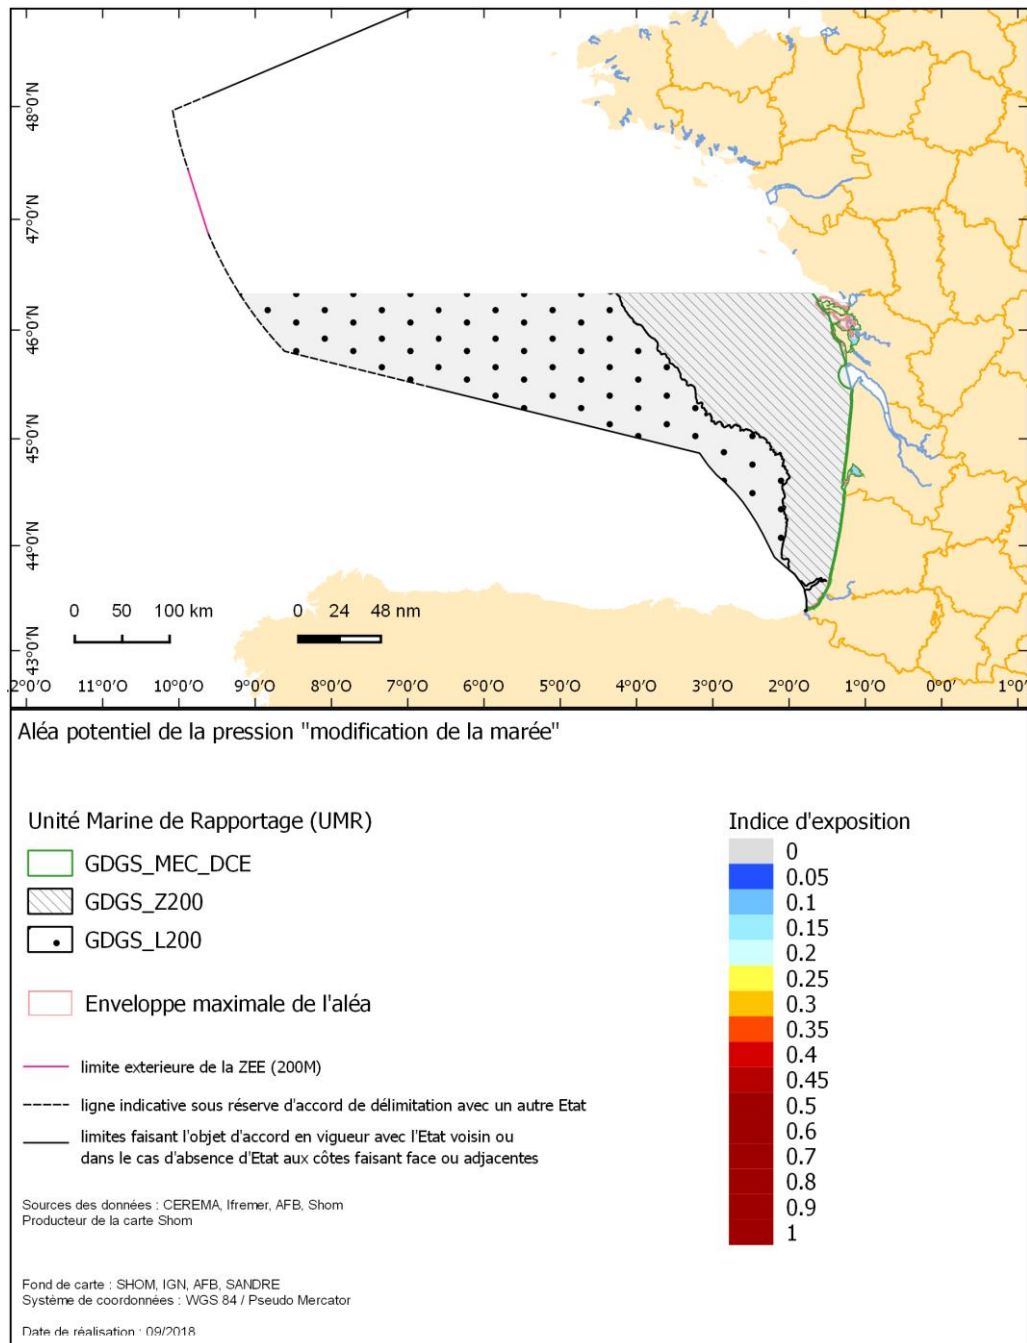 48°0'N
47°0'N
46°0'N
45°0'N
44°0'N
43°0'N
0 50 100 km
0 24 48 nm
12°0'O 11°0'O 10°0'O 9°0'O 8°0'O 7°0'O 6°0'O 5°0'O 4°0'O 3°0'O 2°0'O 1°0'O 0°0' 1°0'
Aléa potentiel de la pression "modification de la marée"
Unité Marine de Rapportage (UMR)
GDGS_MEC_DCE
GDGS_Z200
GDGS_L200
Enveloppe maximale de l'aléa
limite exterieure de la ZEE (200M)
ligne indicative sous réserve d'accord de délimitation avec un autre Etat
limites faisant l'objet d'accord en vigueur avec l'Etat voisin ou
dans le cas d'absence d'Etat aux côtes faisant face ou adjacentes
Sources des données : CEREMA, Ifremer, AFB, Shom
Producteur de la carte Shom
Fond de carte : SHOM, IGN, AFB, SANDRE
Système de coordonnées : WGS 84 / Pseudo Mercator
Date de réalisation : 09/2018
Indice d'exposition
0
0.05
0.1
0.15
0.2
0.25
0.3
0.35
0.4
0.45
0.5
0.6
0.7
0.8
0.9
1